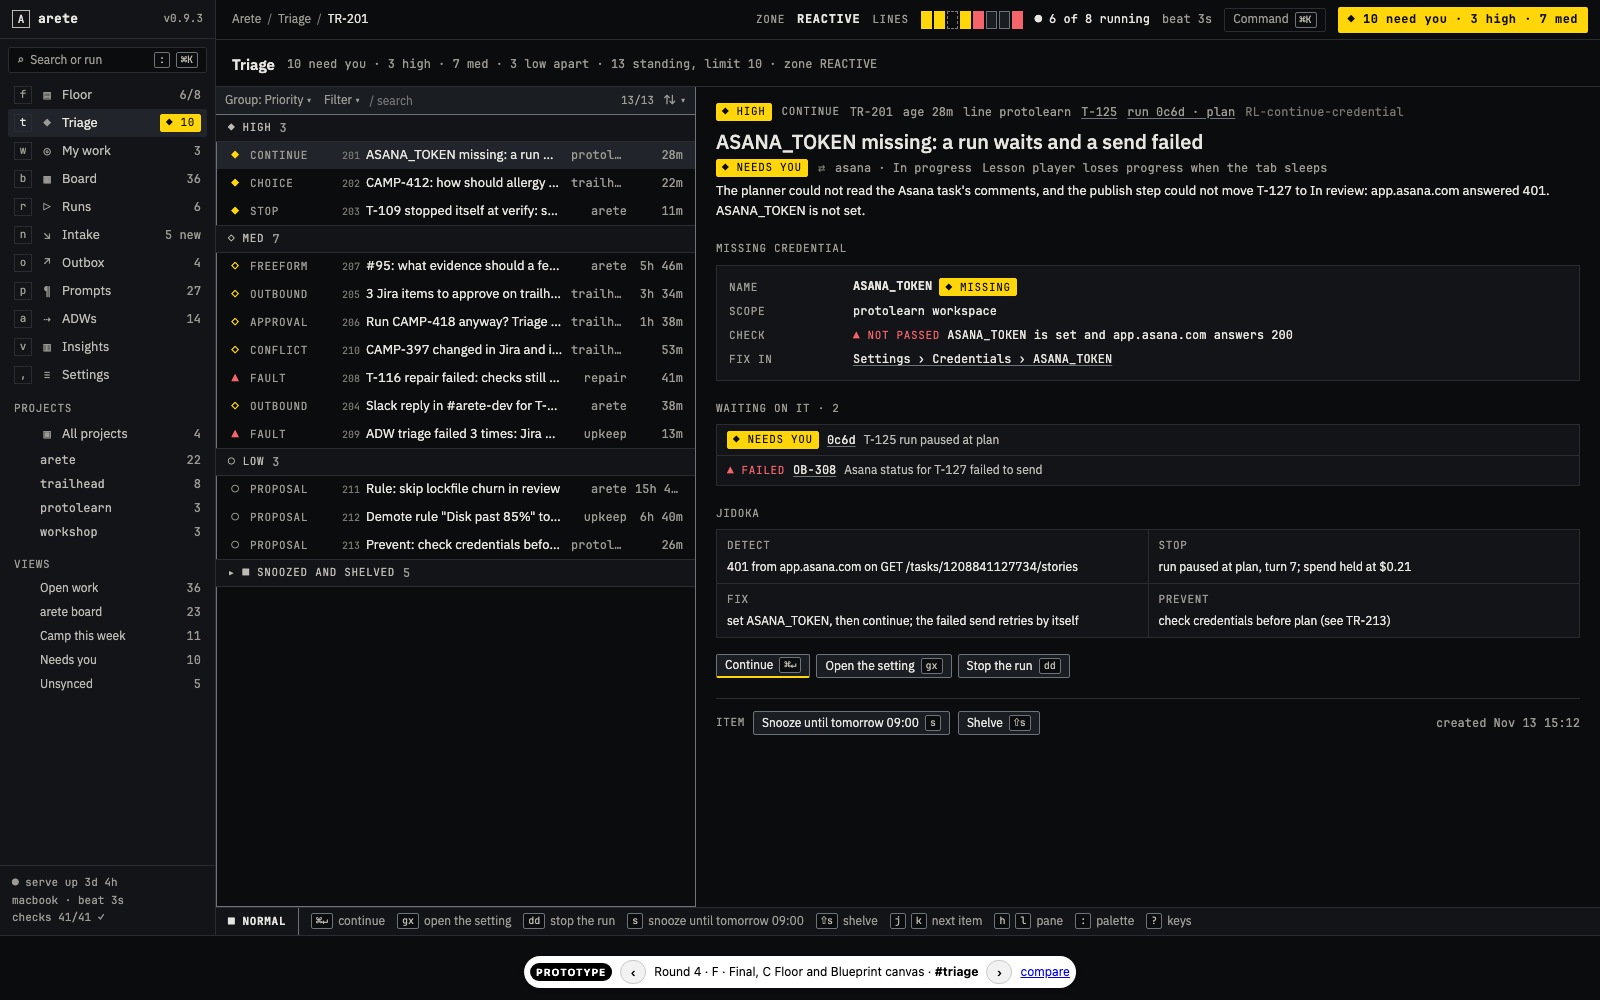 A arete v0.9.3
Arete / Triage / TR-201
ZONE REACTIVE LINES 6 of 8 running beat 3s Command ⌘K ◆ 10 need you · 3 high · 7 med
Search or run : ⌘K
f Floor 6/8
t Triage ◆ 10
w My work 3
b Board 36
r Runs 6
n Intake 5 new
o Outbox 4
p Prompts 27
a ADWs 14
v Insights
, Settings
PROJECTS
All projects 4
arete 22
trailhead 8
protolearn 3
workshop 3
VIEWS
Open work 36
arete board 23
Camp this week 11
Needs you 10
Unsynced 5
serve up 3d 4h
macbook · beat 3s
checks 41/41 ✓
Triage 10 need you · 3 high · 7 med · 3 low apart · 13 standing, limit 10 · zone REACTIVE
Group: Priority ▾ Filter ▾ / search 13/13 ⇅ ▾
◆ HIGH 3
◆ CONTINUE 201 ASANA_TOKEN missing: a run ... protol... 28m
◆ CHOICE 202 CAMP-412: how should allergy ... trailh... 22m
◆ STOP 203 T-109 stopped itself at verify: s... arete 11m
◇ MED 7
◇ FREEFORM 207 #95: what evidence should a fe... arete 5h 46m
◇ OUTBOUND 205 3 Jira items to approve on trailh... trailh... 3h 34m
◇ APPROVAL 206 Run CAMP-418 anyway? Triage ... trailh... 1h 38m
◇ CONFLICT 210 CAMP-397 changed in Jira and i... trailh... 53m
▲ FAULT 208 T-116 repair failed: checks still ... repair 41m
◇ OUTBOUND 204 Slack reply in #arete-dev for T-... arete 38m
▲ FAULT 209 ADW triage failed 3 times: Jira ... upkeep 13m
○ LOW 3
○ PROPOSAL 211 Rule: skip lockfile churn in review arete 15h 4...
○ PROPOSAL 212 Demote rule "Disk past 85%" to... upkeep 6h 40m
○ PROPOSAL 213 Prevent: check credentials befo... protol... 26m
▸ ■ SNOOZED AND SHELVED 5
◆ HIGH CONTINUE TR-201 age 28m line protolearn T-125 run 0c6d · plan RL-continue-credential
ASANA_TOKEN missing: a run waits and a send failed
◆ NEEDS YOU ⇄ asana · In progress Lesson player loses progress when the tab sleeps
The planner could not read the Asana task's comments, and the publish step could not move T-127 to In review: app.asana.com answered 401.
ASANA_TOKEN is not set.
MISSING CREDENTIAL
NAME ASANA_TOKEN ◆ MISSING
SCOPE protolearn workspace
CHECK ▲ NOT PASSED ASANA_TOKEN is set and app.asana.com answers 200
FIX IN Settings › Credentials › ASANA_TOKEN
WAITING ON IT · 2
◆ NEEDS YOU 0c6d T-125 run paused at plan
▲ FAILED OB-308 Asana status for T-127 failed to send
JIDOKA
DETECT
401 from app.asana.com on GET /tasks/1208841127734/stories
STOP
run paused at plan, turn 7; spend held at $0.21
FIX
set ASANA_TOKEN, then continue; the failed send retries by itself
PREVENT
check credentials before plan (see TR-213)
Continue ⌘↵ Open the setting gx Stop the run dd
ITEM Snooze until tomorrow 09:00 s Shelve ⇧s created Nov 13 15:12
■ NORMAL ⌘↵ continue gx open the setting dd stop the run s snooze until tomorrow 09:00 ⇧s shelve j k next item h l pane : palette ? keys
PROTOTYPE ‹ Round 4 · F · Final, C Floor and Blueprint canvas · #triage › compare